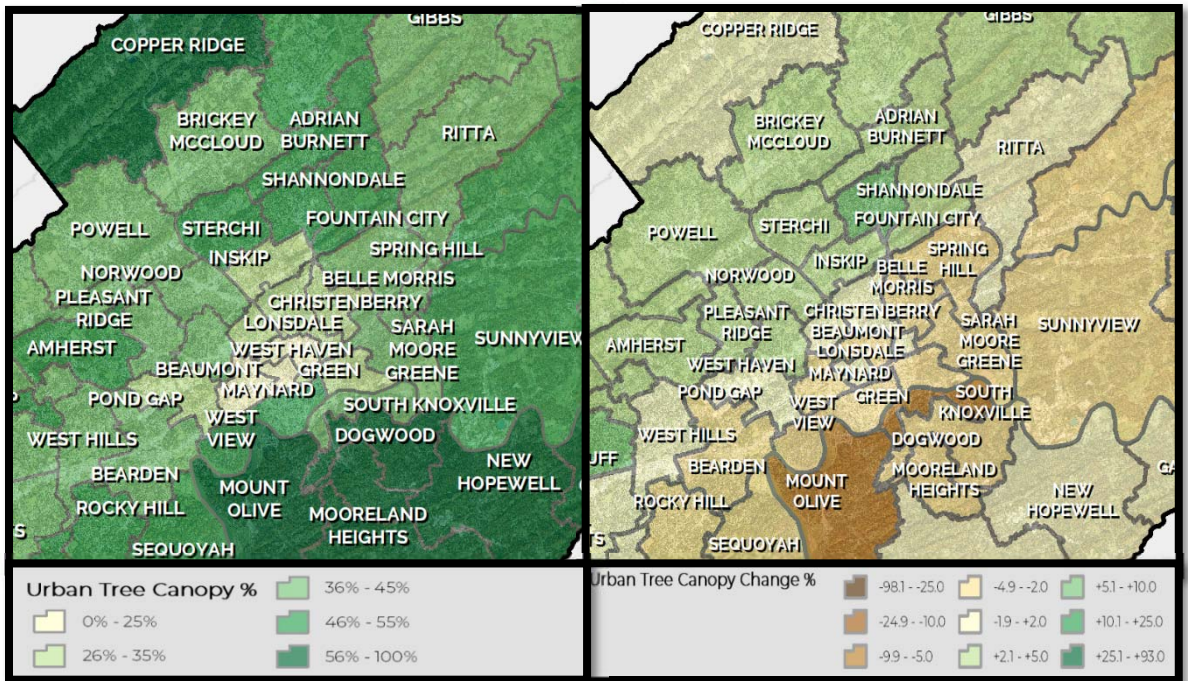 COPPER RIDGE
GIBBS
BRICKEY
MCCLOUD
ADRIAN
BURNETT
RITTA
SHANNONDALE
POWELL
STERCHI
FOUNTAIN CITY
INSKIP
SPRING HILL
NORWOOD
BELLE MORRIS
PLEASANT
RIDGE
CHRISTENBERRY
LONSDALE
SARAH
MOORE
GREENE
SUNNYVIEW
AMHERST
WEST HAVEN
BEAUMONT
GREEN
MAYNARD
POND GAP
SOUTH KNOXVILLE
WEST
VIEW
WEST HILLS
DOGWOOD
BEARDEN
NEW
HOPEWELL
MOUNT
OLIVE
ROCKY HILL
MOORELAND
HEIGHTS
S
SEQUOYAH
Urban Tree Canopy %
0% - 25%
26% - 35%
36% - 45%
46% - 55%
56% - 100%
COPPER RIDGE
GIBBS
BRICKEY
MCCLOUD
ADRIAN
BURNETT
RITTA
SHANNONDALE
STERCHI
FOUNTAIN CITY
POWELL
INSKIP
SPRING
HILL
BELLE
MORRIS
NORWOOD
PLEASANT
RIDGE
CHRISTENBERRY
BEAUMONT
LONSDALE
SARAH
MOORE
GREENE
SUNNYVIEW
AMHERST
WEST HAVEN
MAYNARD
POND GAP
GREEN
SOUTH
KNOXVILLE
WEST
VIEW
WEST HILLS
DOGWOOD
UFF
BEARDEN
MOORELAND
HEIGHTS
GA
MOUNT
OLIVE
NEW
HOPEWELL
ROCKY HILL
TS
SEQUOYAH
Urban Tree Canopy Change %
-98.1 - -25.0
-24.9 - -10.0
-9.9 - -5.0
-4.9 - -2.0
-1.9 - +2.0
+2.1 - +5.0
+5.1 - +10.0
+10.1 - +25.0
+25.1 - +93.0